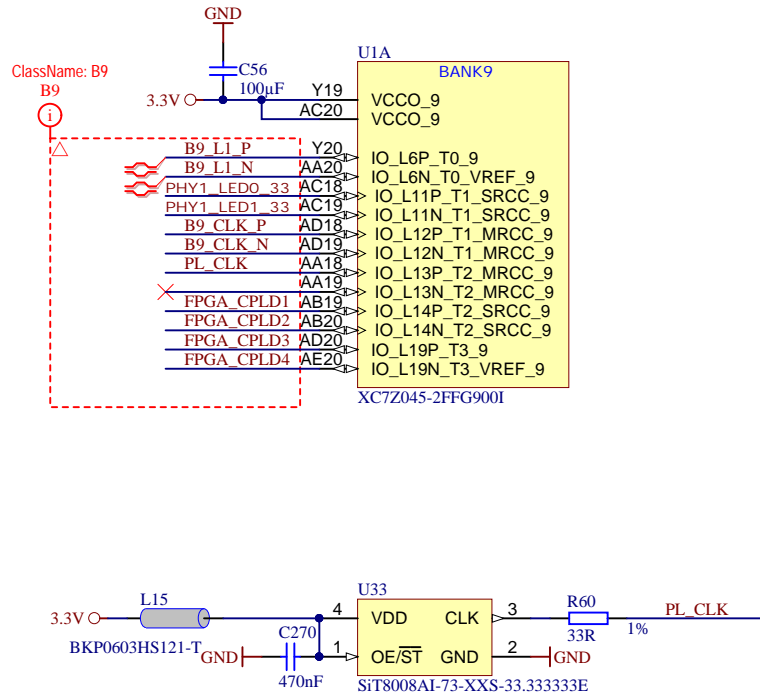 GND
U1A
ClassName: B9
B9
i
C56
100µF
3.3V
BANK9
Y19 VCCO_9
AC20 VCCO_9
B9_L1_P Y20 IO_L6P_T0_9
B9_L1_N AA20 IO_L6N_T0_VREF_9
PHY1_LED0_33 AC18 IO_L11P_T1_SRCC_9
PHY1_LED1_33 AC19 IO_L11N_T1_SRCC_9
B9_CLK_P AD18 IO_L12P_T1_MRCC_9
B9_CLK_N AD19 IO_L12N_T1_MRCC_9
PL_CLK AA18 IO_L13P_T2_MRCC_9
AA19 IO_L13N_T2_MRCC_9
FPGA_CPLD1 AB19 IO_L14P_T2_SRCC_9
FPGA_CPLD2 AB20 IO_L14N_T2_SRCC_9
FPGA_CPLD3 AD20 IO_L19P_T3_9
FPGA_CPLD4 AE20 IO_L19N_T3_VREF_9
XC7Z045-2FFG900I
U33
L15
R60
3.3V
4 VDD CLK 3
PL_CLK
33R
1%
BKP0603HS121-T
C270
GND
1 OE/ST GND 2
GND
470nF
SiT8008AI-73-XXS-33.333333E